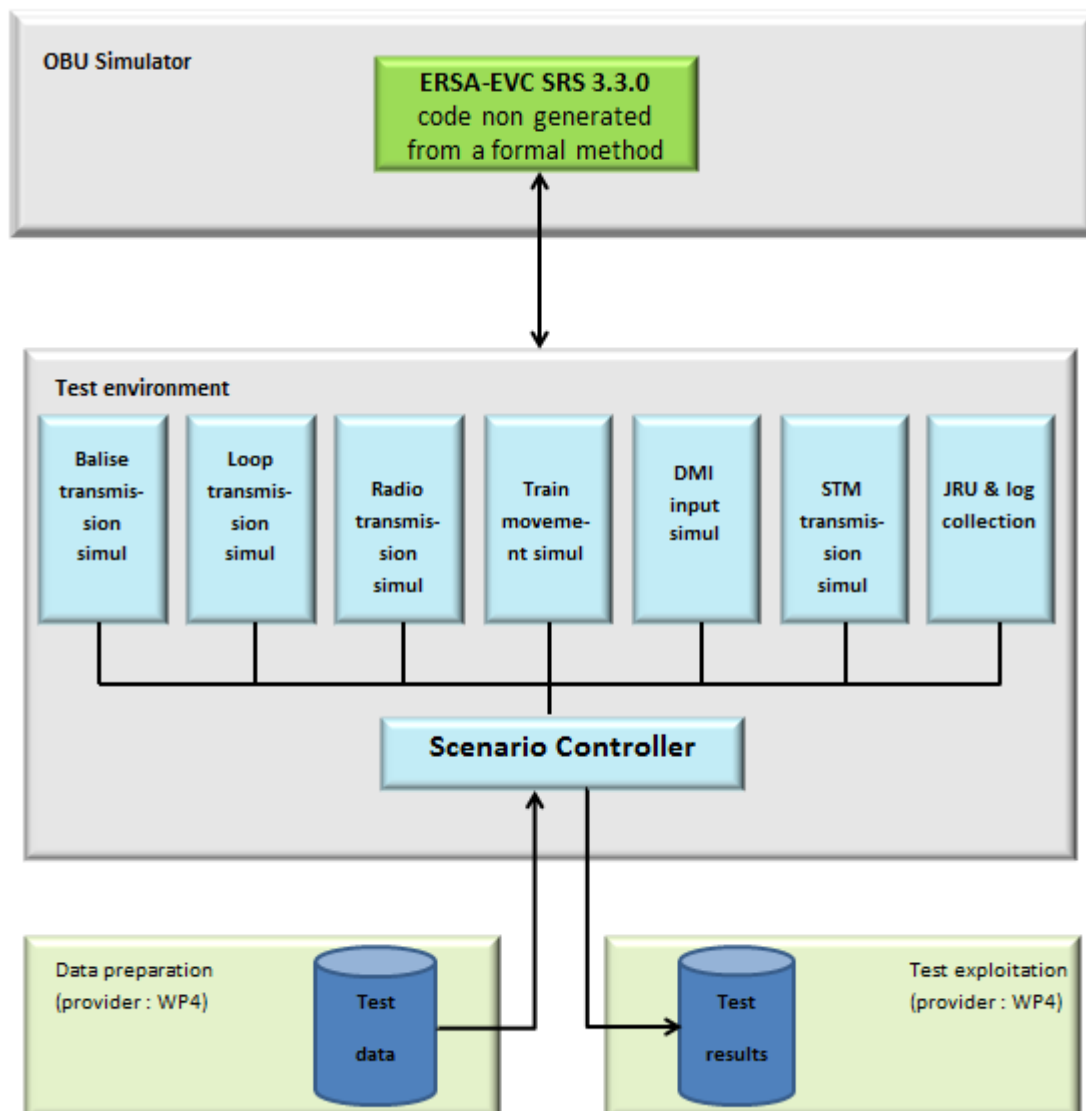 OBU Simulator
ERSA-EVC SRS 3.3.0
code non generated
from a formal method
Test environment
Balise
transmis-
sion
simul
Loop
transmis-
sion
simul
Radio
transmis-
sion
simul
Train
moveme-
nt simul
DMI
input
simul
STM
transmis-
sion
simul
JRU & log
collection
Scenario Controller
Data preparation
(provider : WP4)
Test
data
Test
results
Test exploitation
(provider : WP4)